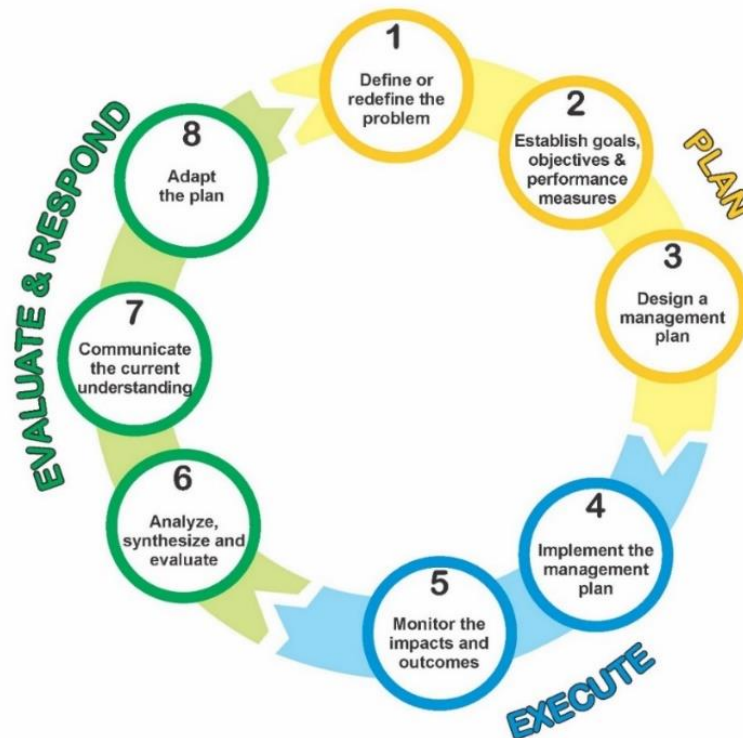 1
Define or
redefine the
problem
2
Establish goals,
objectives &
performance
measures
PLAN
3
Design a
management
plan
4
Implement the
management
plan
EXECUTE
5
Monitor the
impacts and
outcomes
6
Analyze,
synthesize and
evaluate
7
Communicate
the current
understanding
EVALUATE & RESPOND
8
Adapt
the plan